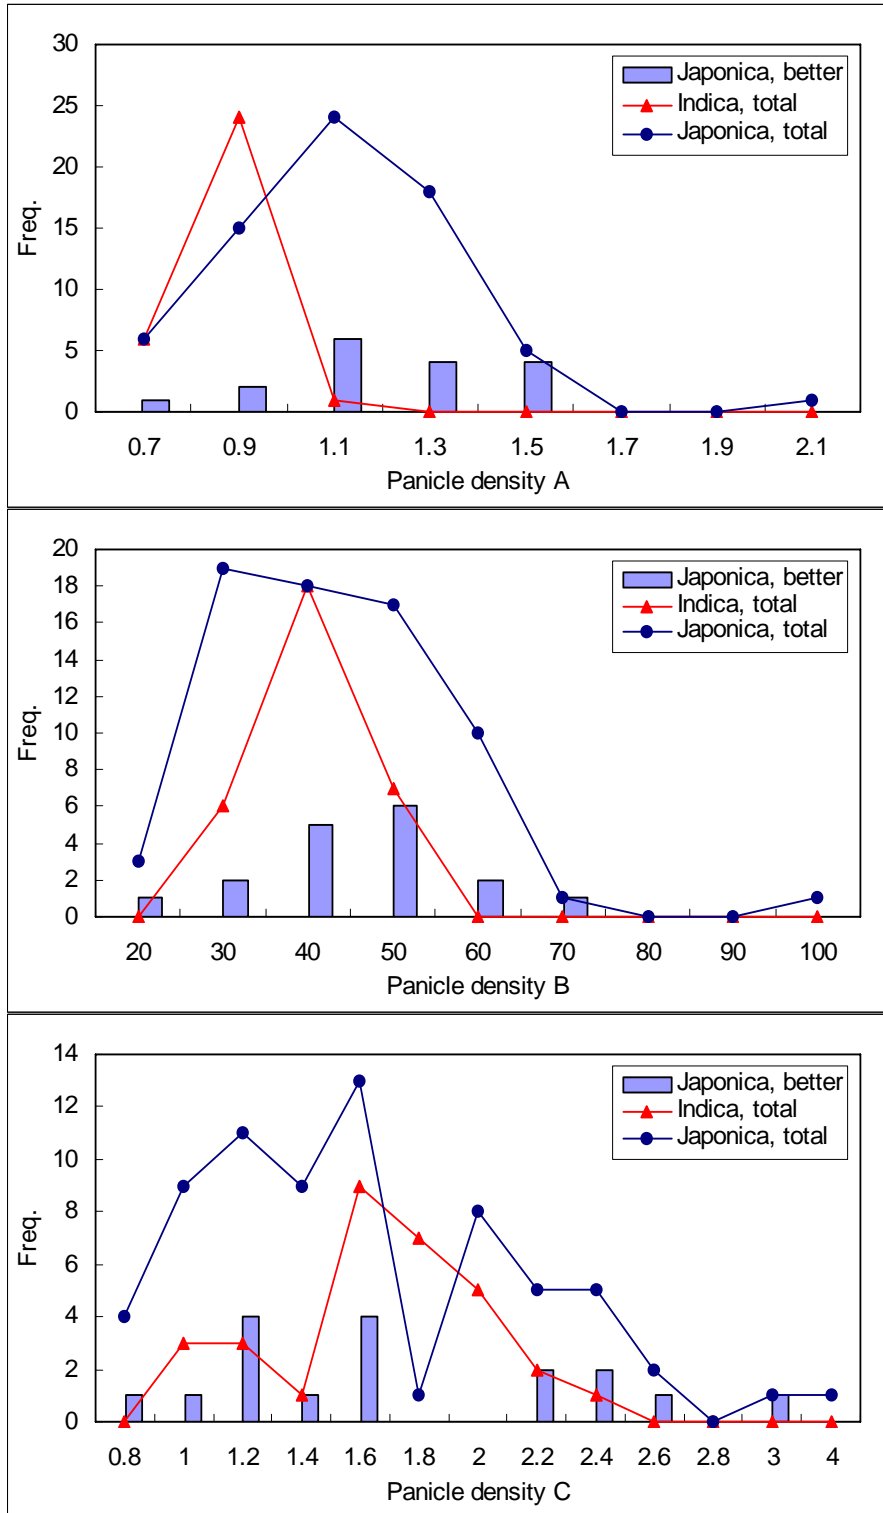 30
25
20
15
10
5
0
Freq.
Japonica, better
Indica, total
Japonica, total
0.7 0.9 1.1 1.3 1.5 1.7 1.9 2.1
Panicle density A
20
18
16
14
12
10
8
6
4
2
0
Freq.
Japonica, better
Indica, total
Japonica, total
20 30 40 50 60 70 80 90 100
Panicle density B
14
12
10
8
6
4
2
0
Freq.
Japonica, better
Indica, total
Japonica, total
0.8 1 1.2 1.4 1.6 1.8 2 2.2 2.4 2.6 2.8 3 4
Panicle density C